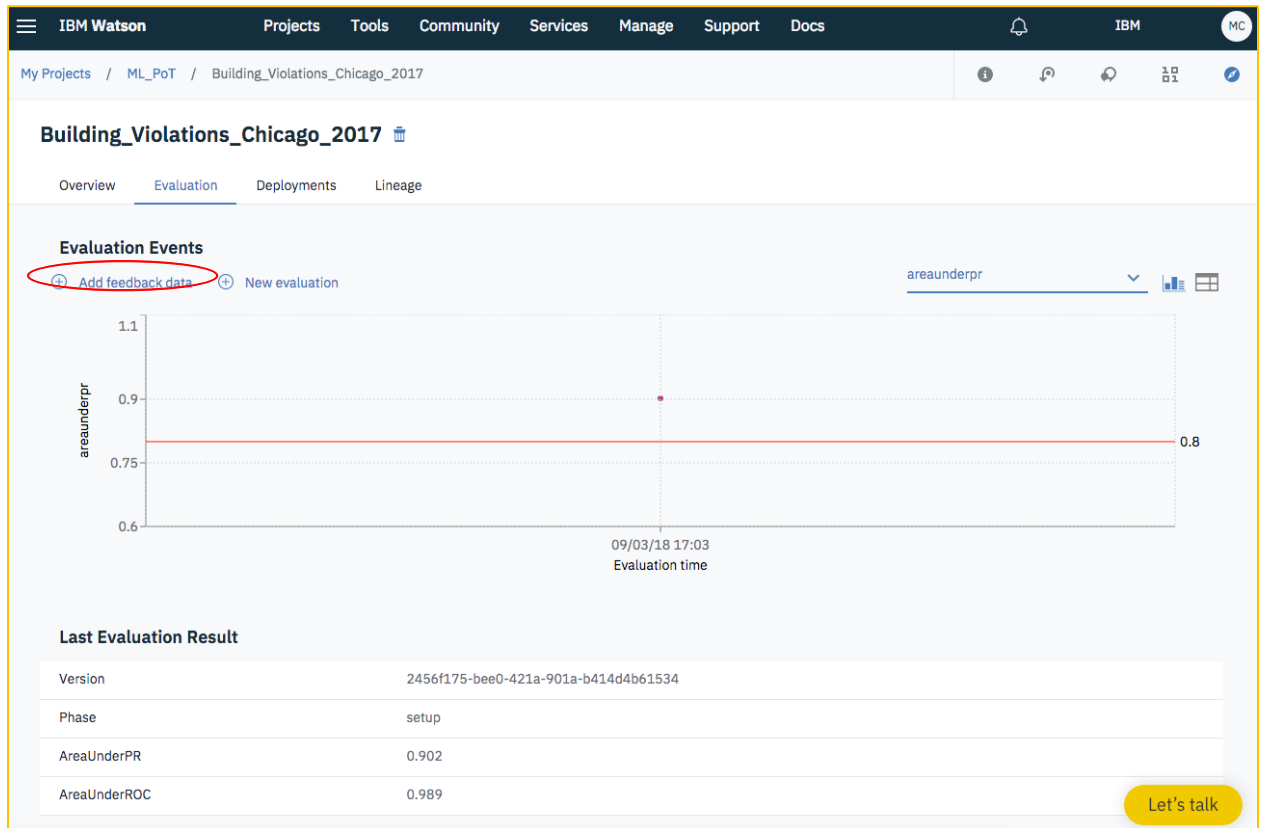 IBM Watson Projects Tools Community Services Manage Support Docs IBM MC
My Projects / ML_PoT / Building_Violations_Chicago_2017
Building_Violations_Chicago_2017
Overview Evaluation Deployments Lineage
Evaluation Events
Add feedback data New evaluation areaunderpr
1.1
0.9
0.8
0.75
0.6
areaunderpr
09/03/18 17:03
Evaluation time
Last Evaluation Result
Version 2456f175-bee0-421a-901a-b414d4b61534
Phase setup
AreaUnderPR 0.902
AreaUnderROC 0.989
Let's talk